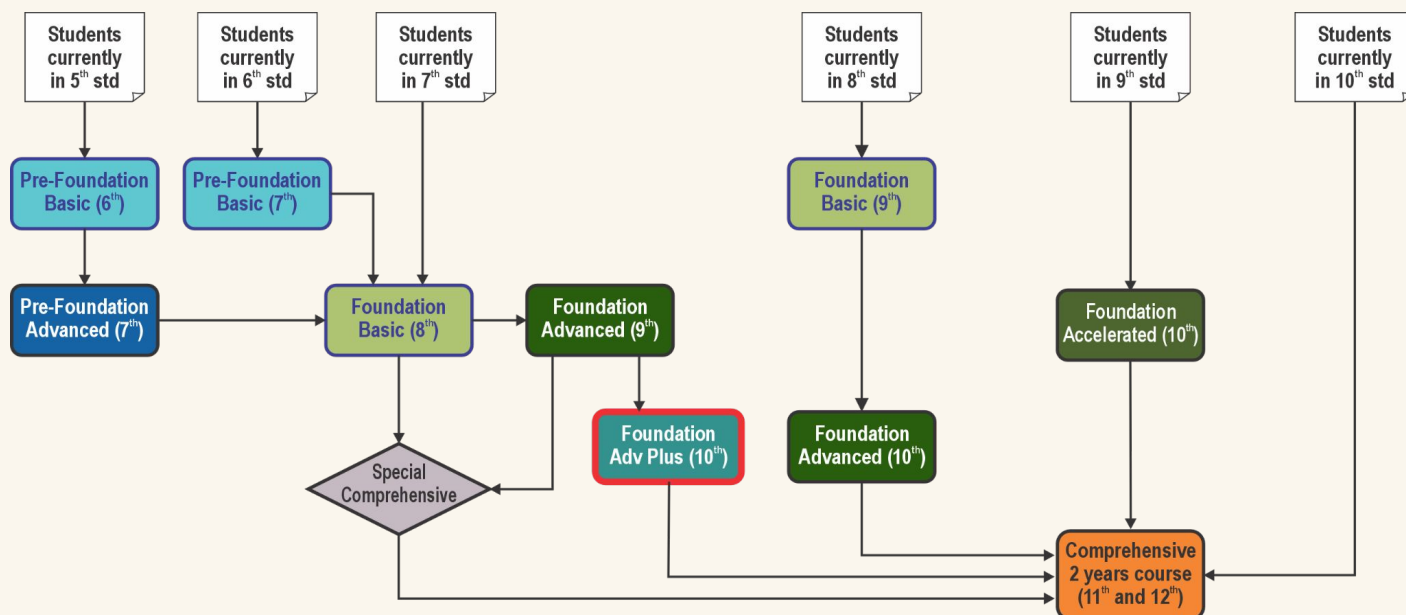 Students
currently
in 5th std
Students
currently
in 6th std
Students
currently
in 7th std
Students
currently
in 8th std
Students
currently
in 9th std
Students
currently
in 10th std
Pre-Foundation
Basic (6th)
Pre-Foundation
Basic (7th)
Foundation
Basic (9th)
Pre-Foundation
Advanced (7th)
Foundation
Basic (8th)
Foundation
Advanced (9th)
Foundation
Accelerated (10th)
Foundation
Adv Plus (10th)
Foundation
Advanced (10th)
Special
Comprehensive
Comprehensive
2 years course
(11th and 12th)